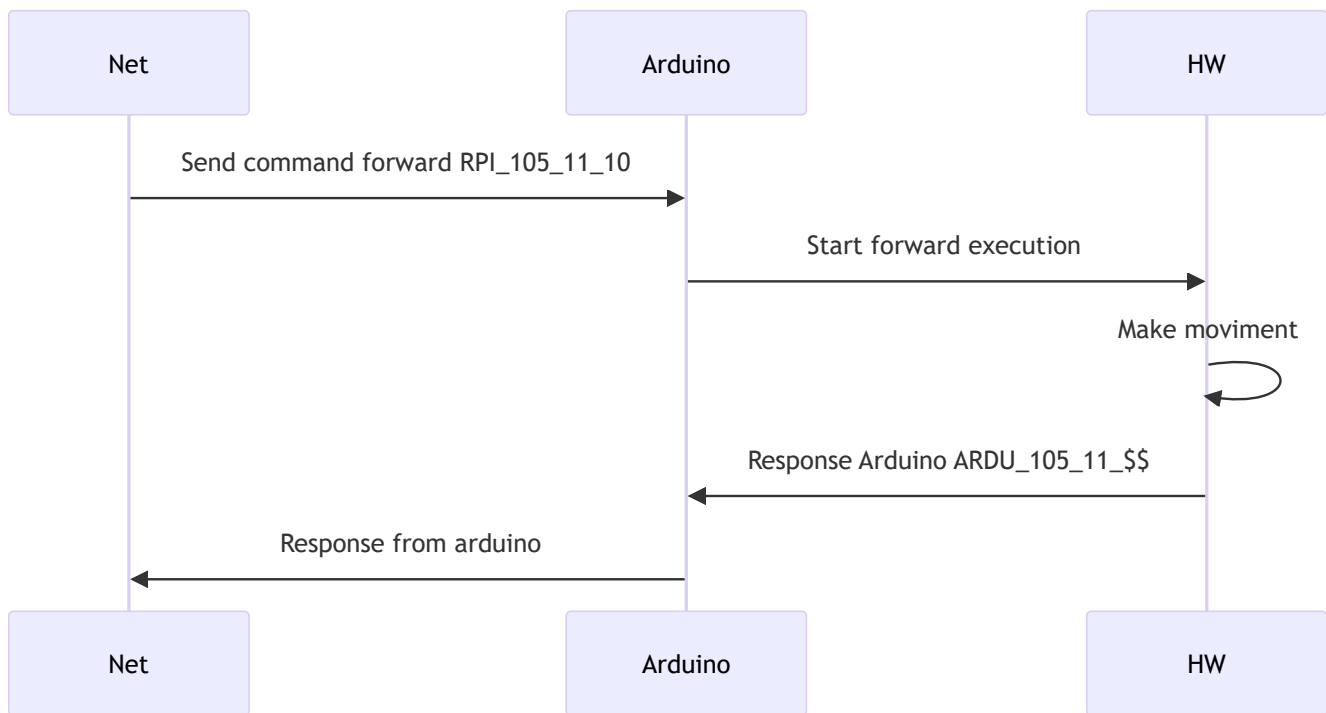 Net
Arduino
HW
Send command forward RPI_105_11_10
Start forward execution
Make moviment
Response Arduino ARDU_105_11_$$
Response from arduino
Net
Arduino
HW